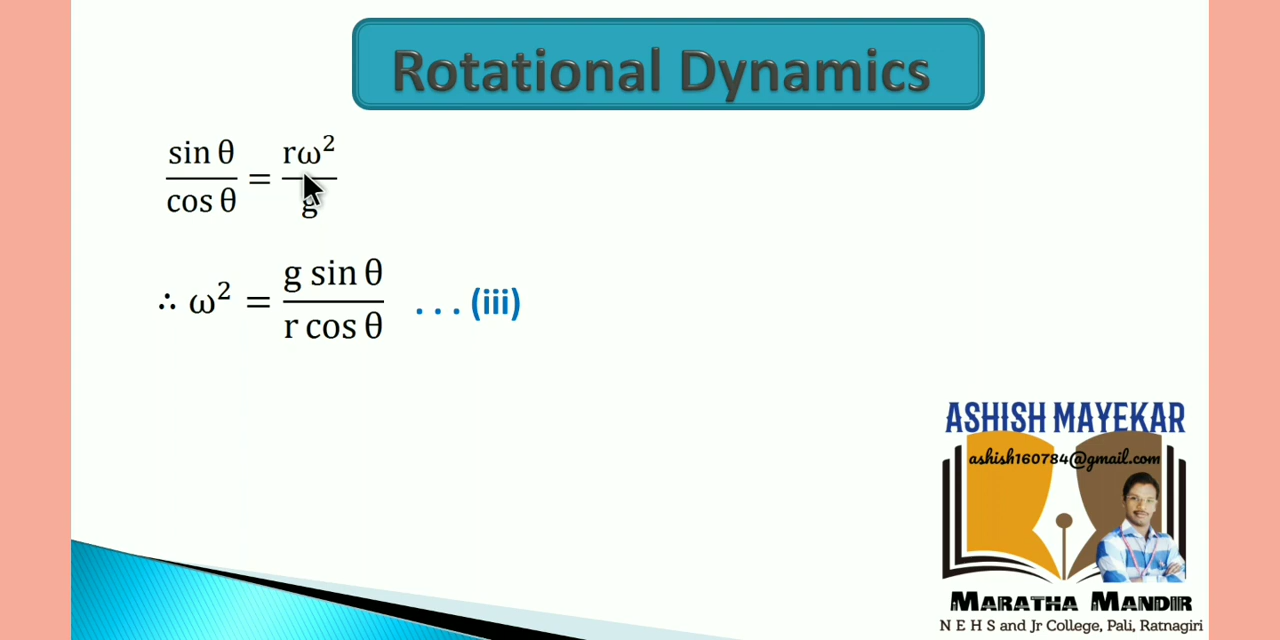 Rotational Dynamics
sin θ / cos θ = rω² / g
∴ ω² = g sin θ / r cos θ . . . (iii)
ASHISH MAYEKAR
ashish160784@gmail.com
MARATHA MANDIR
N E H S and Jr College, Pali, Ratnagiri